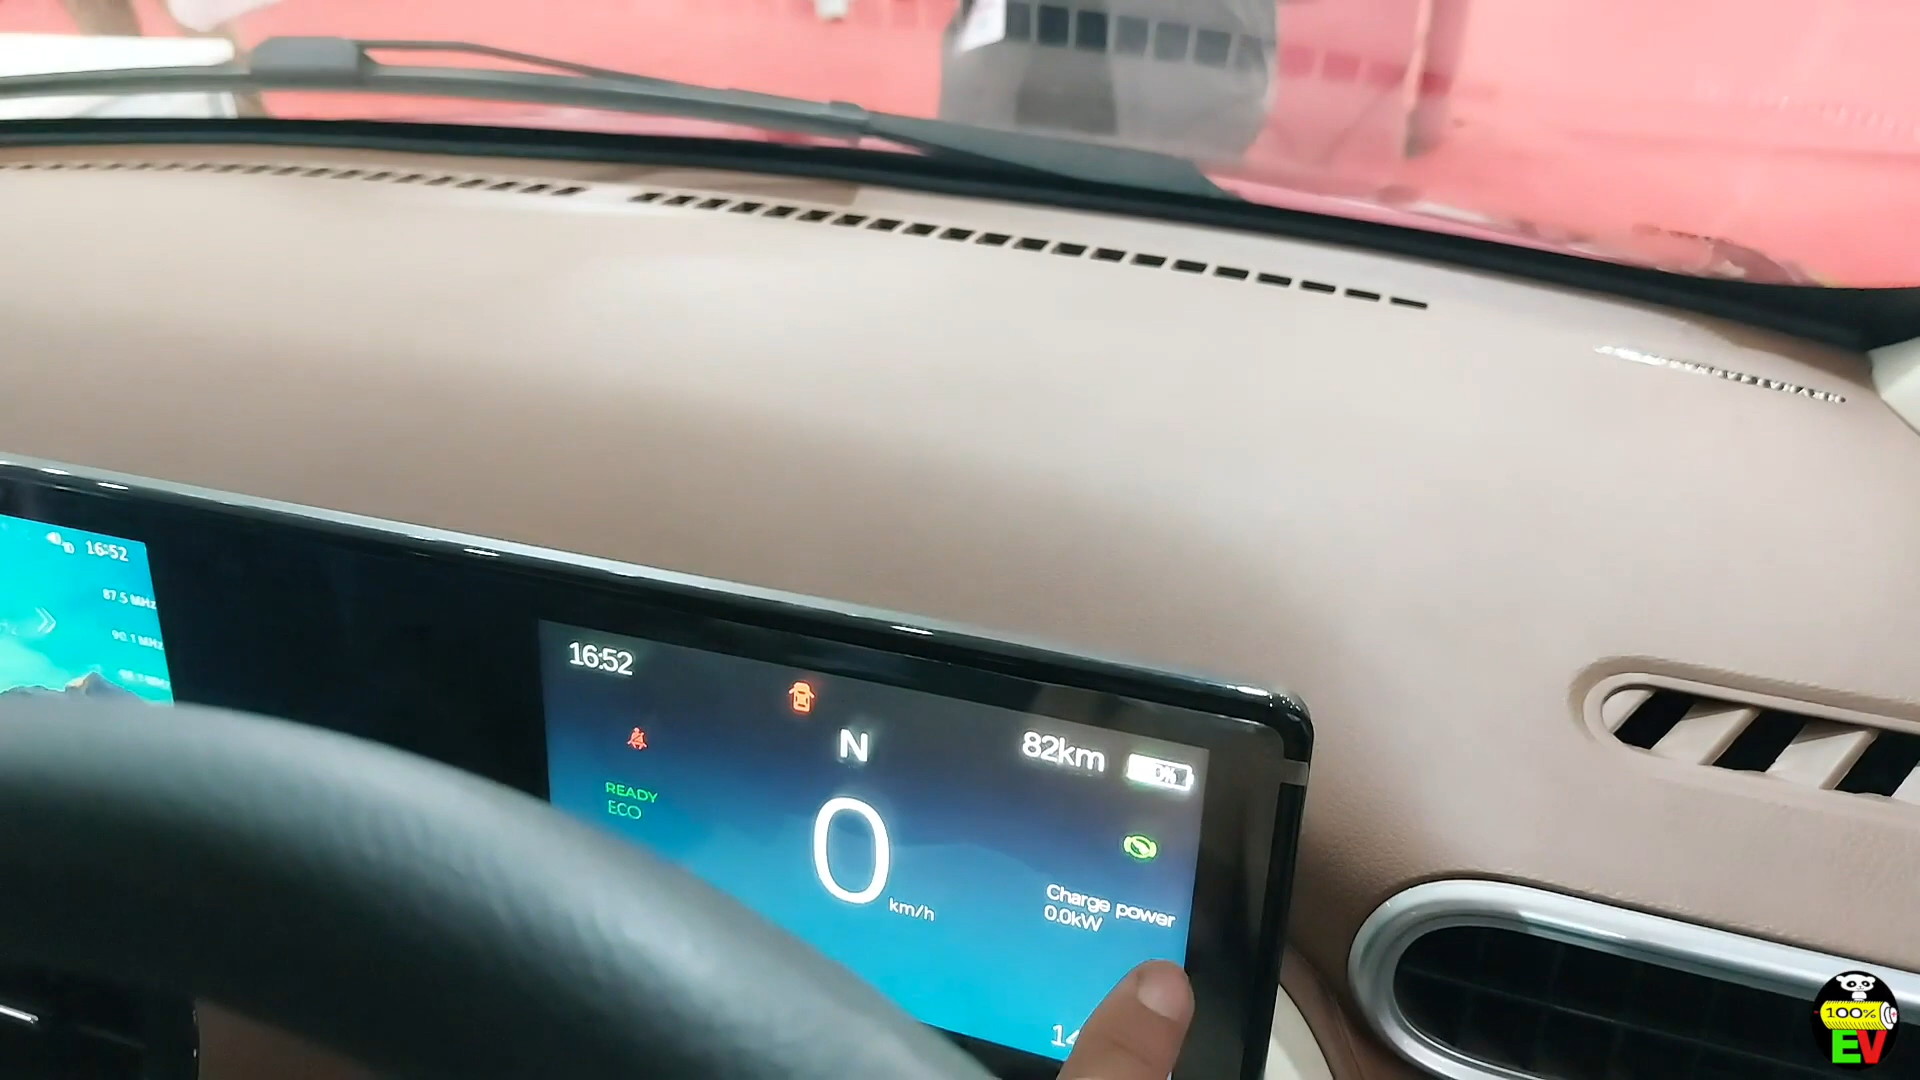 16:52
87.5 MHz
90.1 MHz
16:52
N
82km
READY
ECO
0
km/h
Charge power
0.0kW
100%
EV